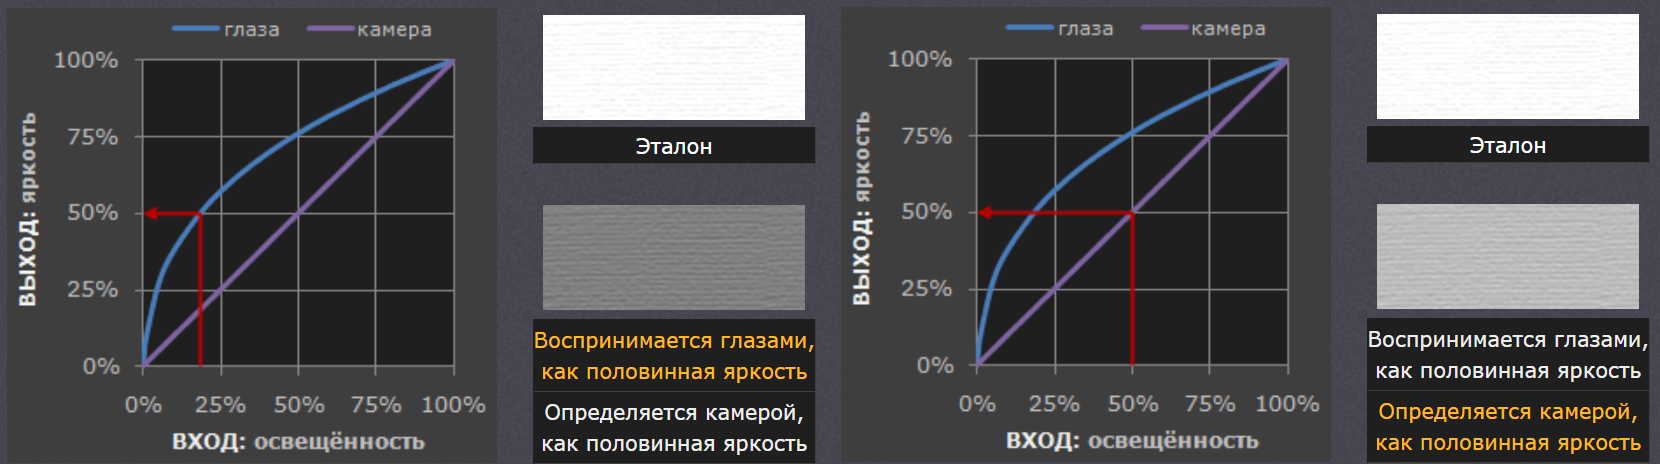 глаза камера
100%
75%
50%
25%
0%
0% 25% 50% 75% 100%
ВЫХОД: яркость
ВХОД: освещённость
Эталон
Воспринимается глазами,
как половинная яркость
Определяется камерой,
как половинная яркость
глаза камера
100%
75%
50%
25%
0%
0% 25% 50% 75% 100%
ВЫХОД: яркость
ВХОД: освещённость
Эталон
Воспринимается глазами,
как половинная яркость
Определяется камерой,
как половинная яркость